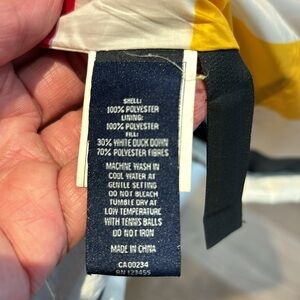 SHELL:
100% POLYESTER
LINING:
100% POLYESTER
FILL:
30% WHITE DUCK DOWN
70% POLYESTER FIBRES
MACHINE WASH IN
COOL WATER AT
GENTLE SETTING
DO NOT BLEACH
TUMBLE DRY AT
LOW TEMPERATURE
WITH TENNIS BALLS
DO NOT IRON
MADE IN CHINA
CA 00234
RN 123455